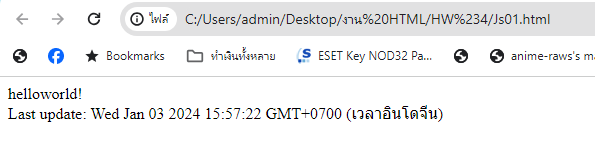 ไฟล์ C:/Users/admin/Desktop/งาน%20HTML/HW%234/Js01.html
Bookmarks ทำเงินทั้งหลาย ESET Key NOD32 Pa... anime-raws's ma
helloworld!
Last update: Wed Jan 03 2024 15:57:22 GMT+0700 (เวลาอินโดจีน)